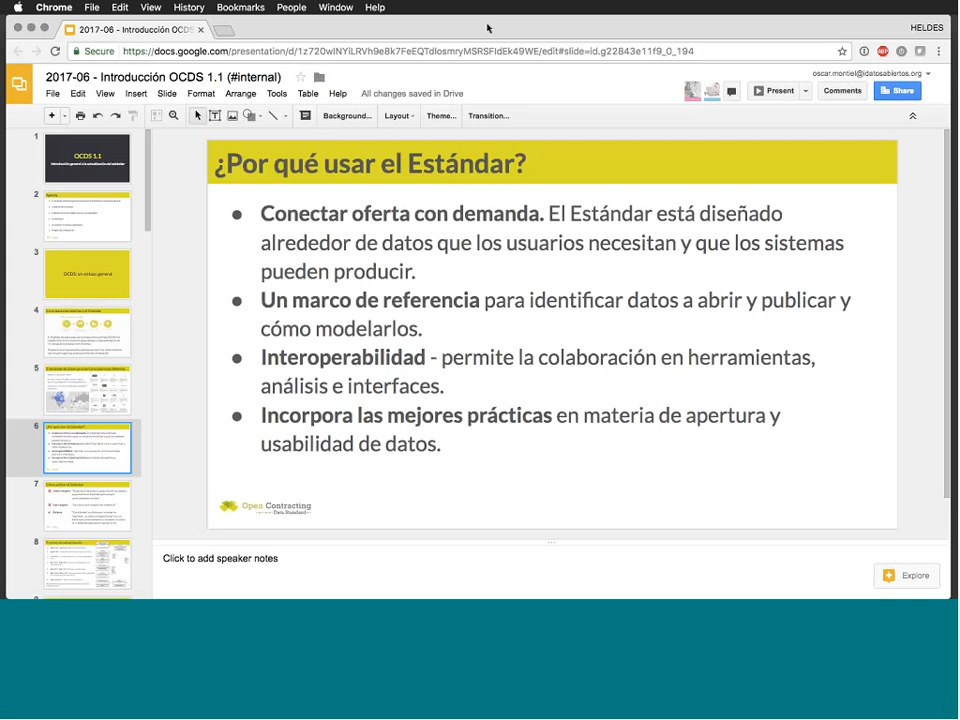 Chrome File Edit View History Bookmarks People Window Help
2017-06 - Introducción OCDS
HELDES
Secure https://docs.google.com/presentation/d/1z720wINYiLRVh9e8k7FeEQTdIosmryMSRSFIdEk49WE/edit#slide=id.g22843e11f9_0_194
2017-06 - Introducción OCDS 1.1 (#internal)
oscar.montiel@idatosabiertos.org
File Edit View Insert Slide Format Arrange Tools Table Help All changes saved in Drive
Present Comments Share
Background... Layout Theme... Transition...
1
OCDS 1.1
2
Agenda
3
OCDS: un vistazo general
4
5
6
7
8
¿Por qué usar el Estándar?
● Conectar oferta con demanda. El Estándar está diseñado
alrededor de datos que los usuarios necesitan y que los sistemas
pueden producir.
● Un marco de referencia para identificar datos a abrir y publicar y
cómo modelarlos.
● Interoperabilidad - permite la colaboración en herramientas,
análisis e interfaces.
● Incorpora las mejores prácticas en materia de apertura y
usabilidad de datos.
Open Contracting
Data Standard
Click to add speaker notes
Explore